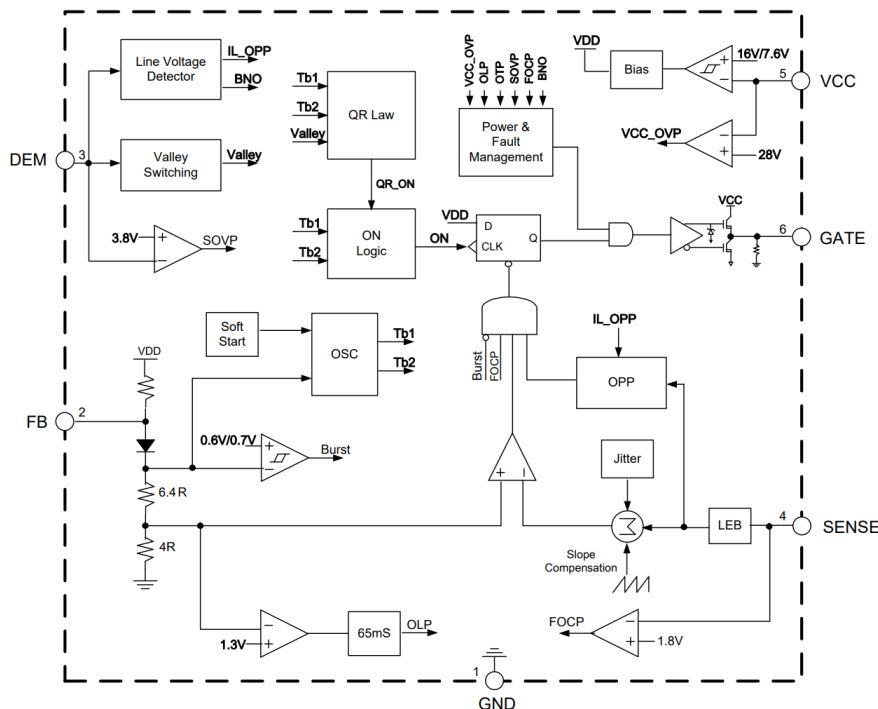 Line Voltage
Detector
IL_OPP
BNO
Tb1
Tb2
Valley
QR Law
VCC_OVP
OLP
OTP
SOVP
FOCP
BNO
Power &
Fault
Management
VDD
Bias
16V/7.6V
5
VCC
VCC_OVP
28V
DEM
3
Valley
Switching
Valley
QR_ON
3.8V
SOVP
Tb1
Tb2
ON
Logic
ON
VDD
D
CLK
Q
VCC
6
GATE
Soft
Start
OSC
Tb1
Tb2
Burst
FOCP
IL_OPP
OPP
VDD
FB
2
0.6V/0.7V
Burst
6.4R
4R
Jitter
Σ
LEB
4
SENSE
Slope
Compensation
1.3V
65mS
OLP
FOCP
1.8V
1
GND